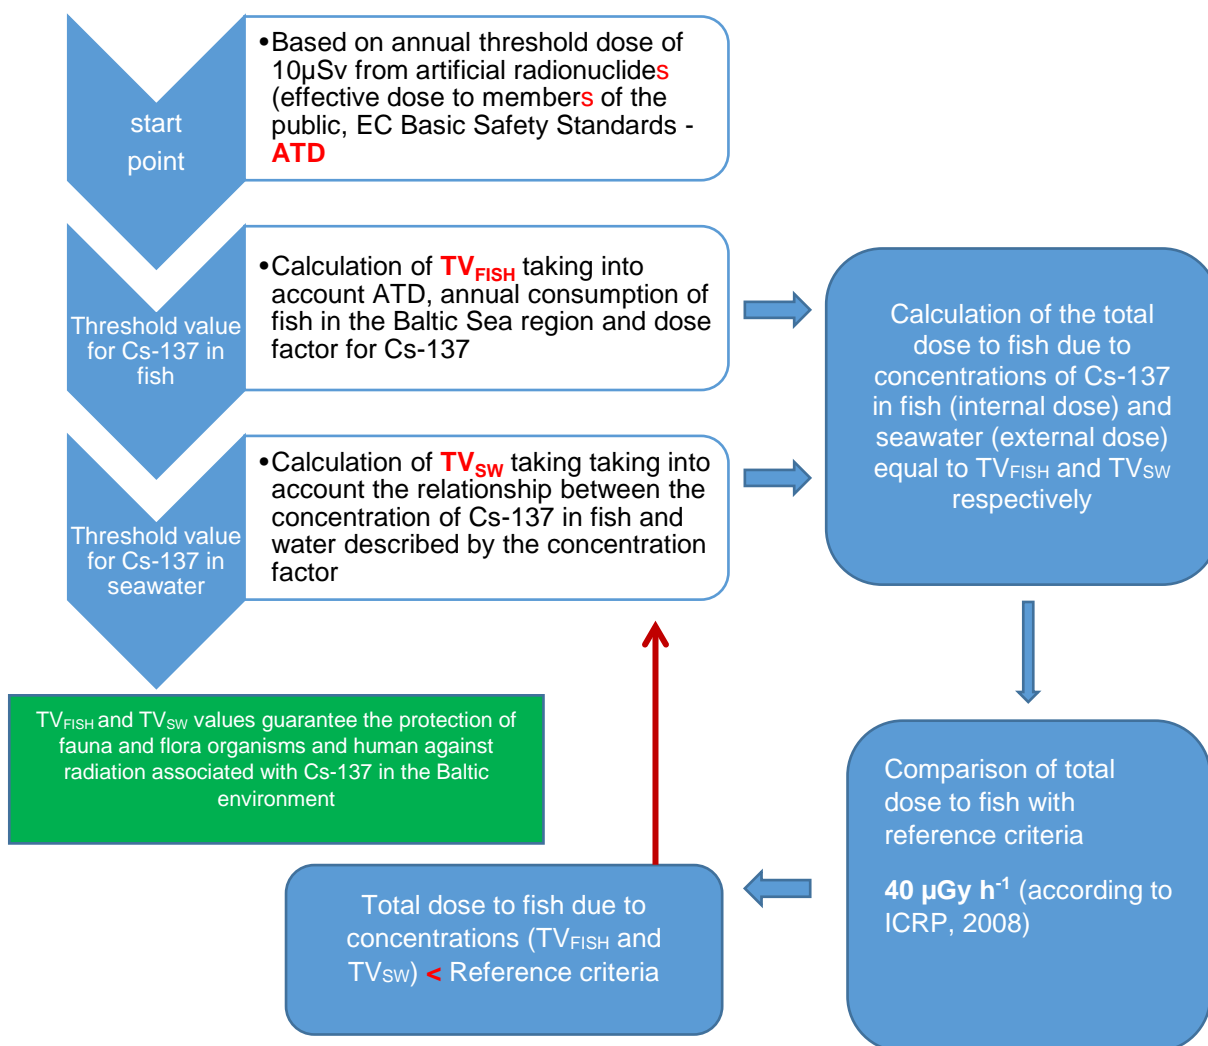 start
point
•Based on annual threshold dose of
10µSv from artificial radionuclides
(effective dose to members of the
public, EC Basic Safety Standards -
ATD
Threshold value
for Cs-137 in
fish
•Calculation of TVFISH taking into
account ATD, annual consumption of
fish in the Baltic Sea region and dose
factor for Cs-137
Calculation of the total
dose to fish due to
concentrations of Cs-137
in fish (internal dose) and
seawater (external dose)
equal to TVFISH and TVSW
respectively
Threshold value
for Cs-137 in
seawater
•Calculation of TVSW taking taking into
account the relationship between the
concentration of Cs-137 in fish and
water described by the concentration
factor
TVFISH and TVSW values guarantee the protection of
fauna and flora organisms and human against
radiation associated with Cs-137 in the Baltic
environment
Comparison of total
dose to fish with
reference criteria
40 µGy h-1 (according to
ICRP, 2008)
Total dose to fish due to
concentrations (TVFISH and
TVSW) < Reference criteria